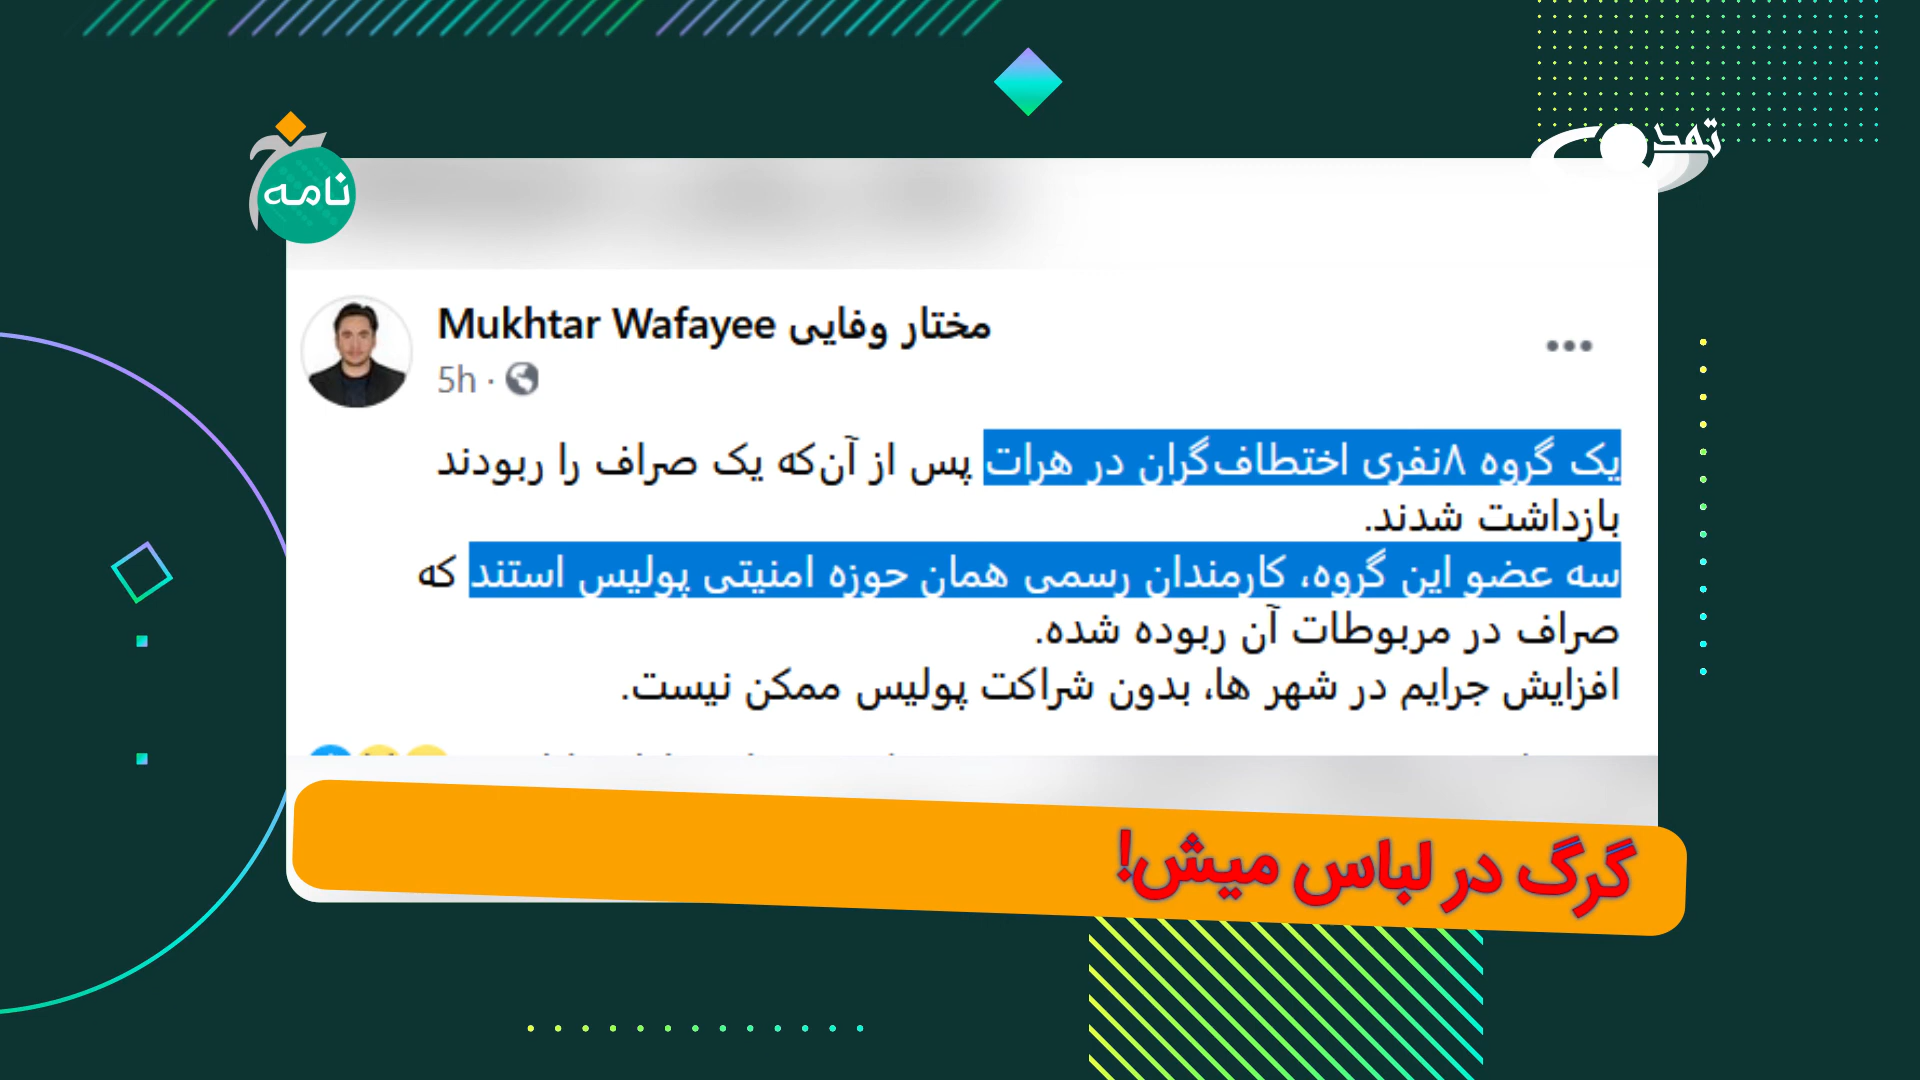 تمدن
نامه
Mukhtar Wafayee مختار وفایی
5h ·
یک گروه ۸نفری اختطاف‌گران در هرات پس از آن‌که یک صراف را ربودند
بازداشت شدند.
سه عضو این گروه، کارمندان رسمی همان حوزه امنیتی پولیس استند که
صراف در مربوطات آن ربوده شده.
افزایش جرایم در شهر ها، بدون شراکت پولیس ممکن نیست.
گرگ در لباس میش!